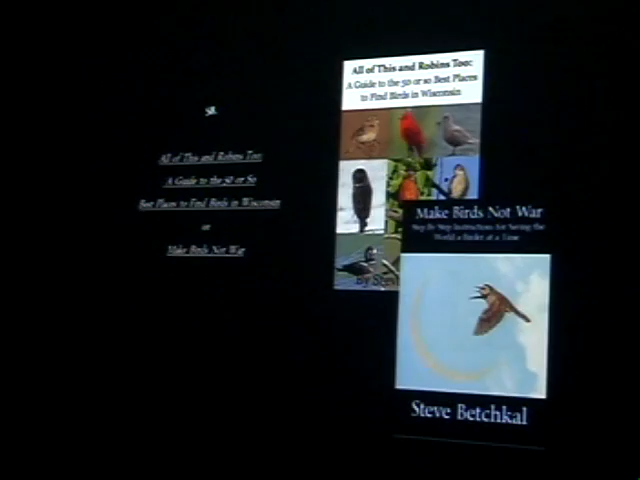 All of This and Robins Too:
A Guide to the 50 or So
Best Places to Find Birds in Wisconsin
or
Make Birds Not War
All of This and Robins Too:
A Guide to the 50 or so Best Places
to Find Birds in Wisconsin
By
Make Birds Not War
Step By Step Instructions for Saving the
World a Birder at a Time
Steve Betchkal